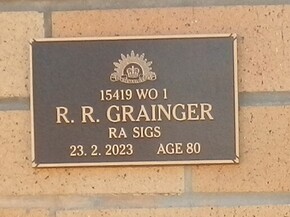 15419 WO 1
R. R. GRAINGER
RA SIGS
23. 2. 2023 AGE 80